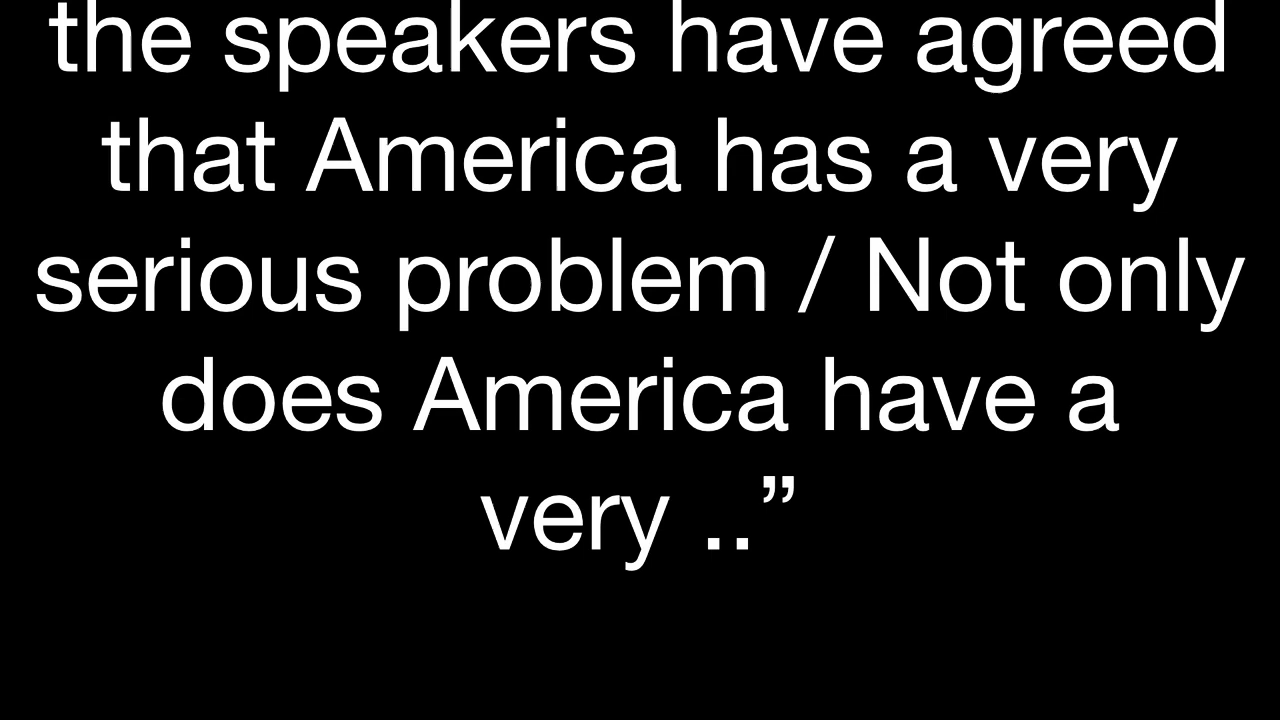 the speakers have agreed
that America has a very
serious problem / Not only
does America have a
very ..”